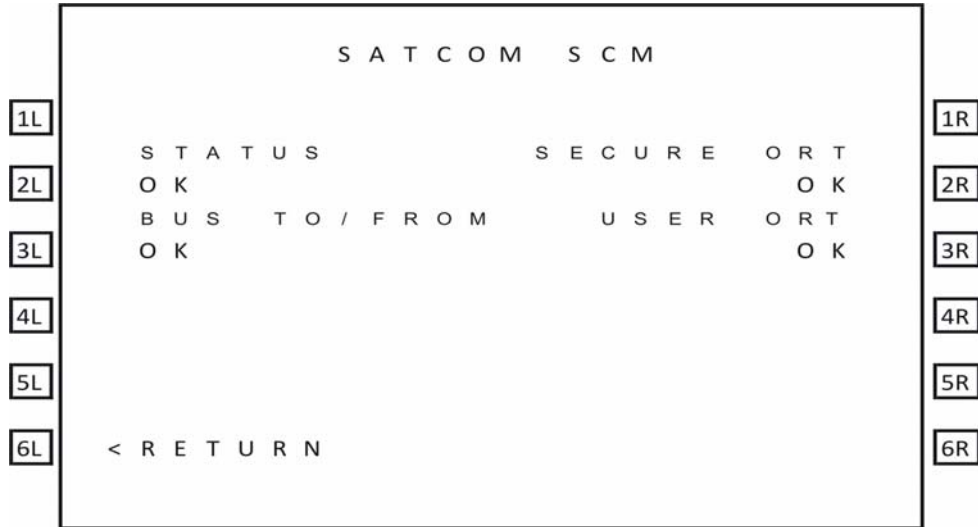 SATCOM SCM
1L 1R
STATUS SECURE ORT
2L OK OK 2R
BUS TO/FROM USER ORT
3L OK OK 3R
4L 4R
5L 5R
6L <RETURN 6R